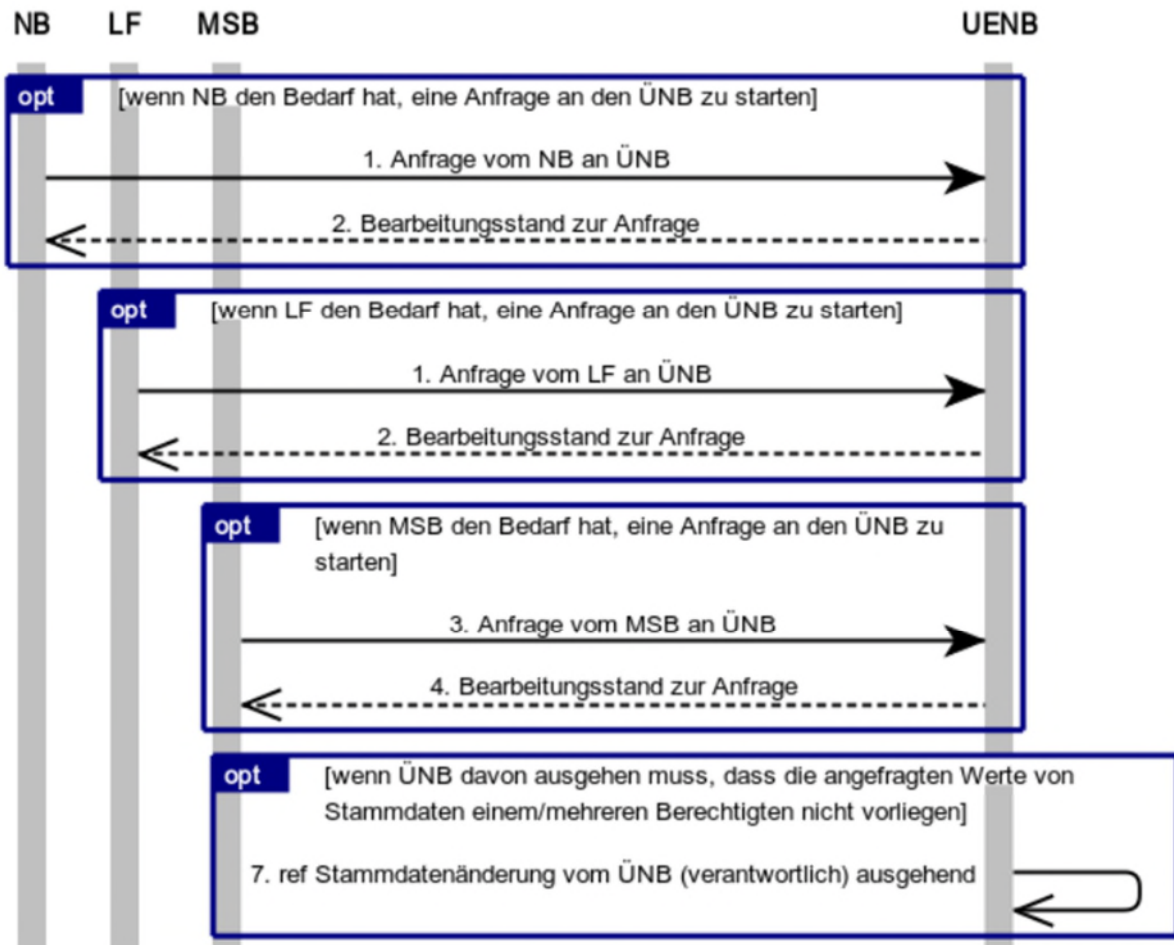 NB LF MSB UENB
opt [wenn NB den Bedarf hat, eine Anfrage an den ÜNB zu starten]
1. Anfrage vom NB an ÜNB
2. Bearbeitungsstand zur Anfrage
opt [wenn LF den Bedarf hat, eine Anfrage an den ÜNB zu starten]
1. Anfrage vom LF an ÜNB
2. Bearbeitungsstand zur Anfrage
opt [wenn MSB den Bedarf hat, eine Anfrage an den ÜNB zu
starten]
3. Anfrage vom MSB an ÜNB
4. Bearbeitungsstand zur Anfrage
opt [wenn ÜNB davon ausgehen muss, dass die angefragten Werte von
Stammdaten einem/mehreren Berechtigten nicht vorliegen]
7. ref Stammdatenänderung vom ÜNB (verantwortlich) ausgehend